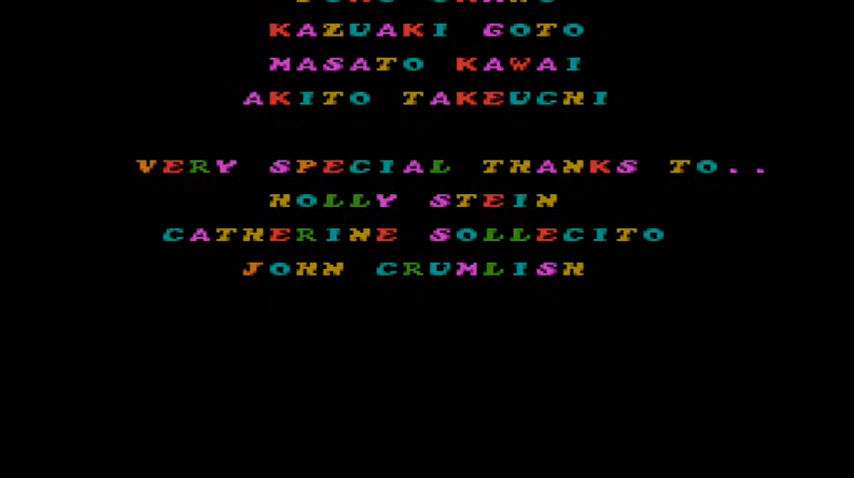 KAZUAKI GOTO
MASATO KAWAI
AKITO TAKEUCHI
VERY SPECIAL THANKS TO..
HOLLY STEIN
CATHERINE SOLLECITO
JOHN CRUMLISH